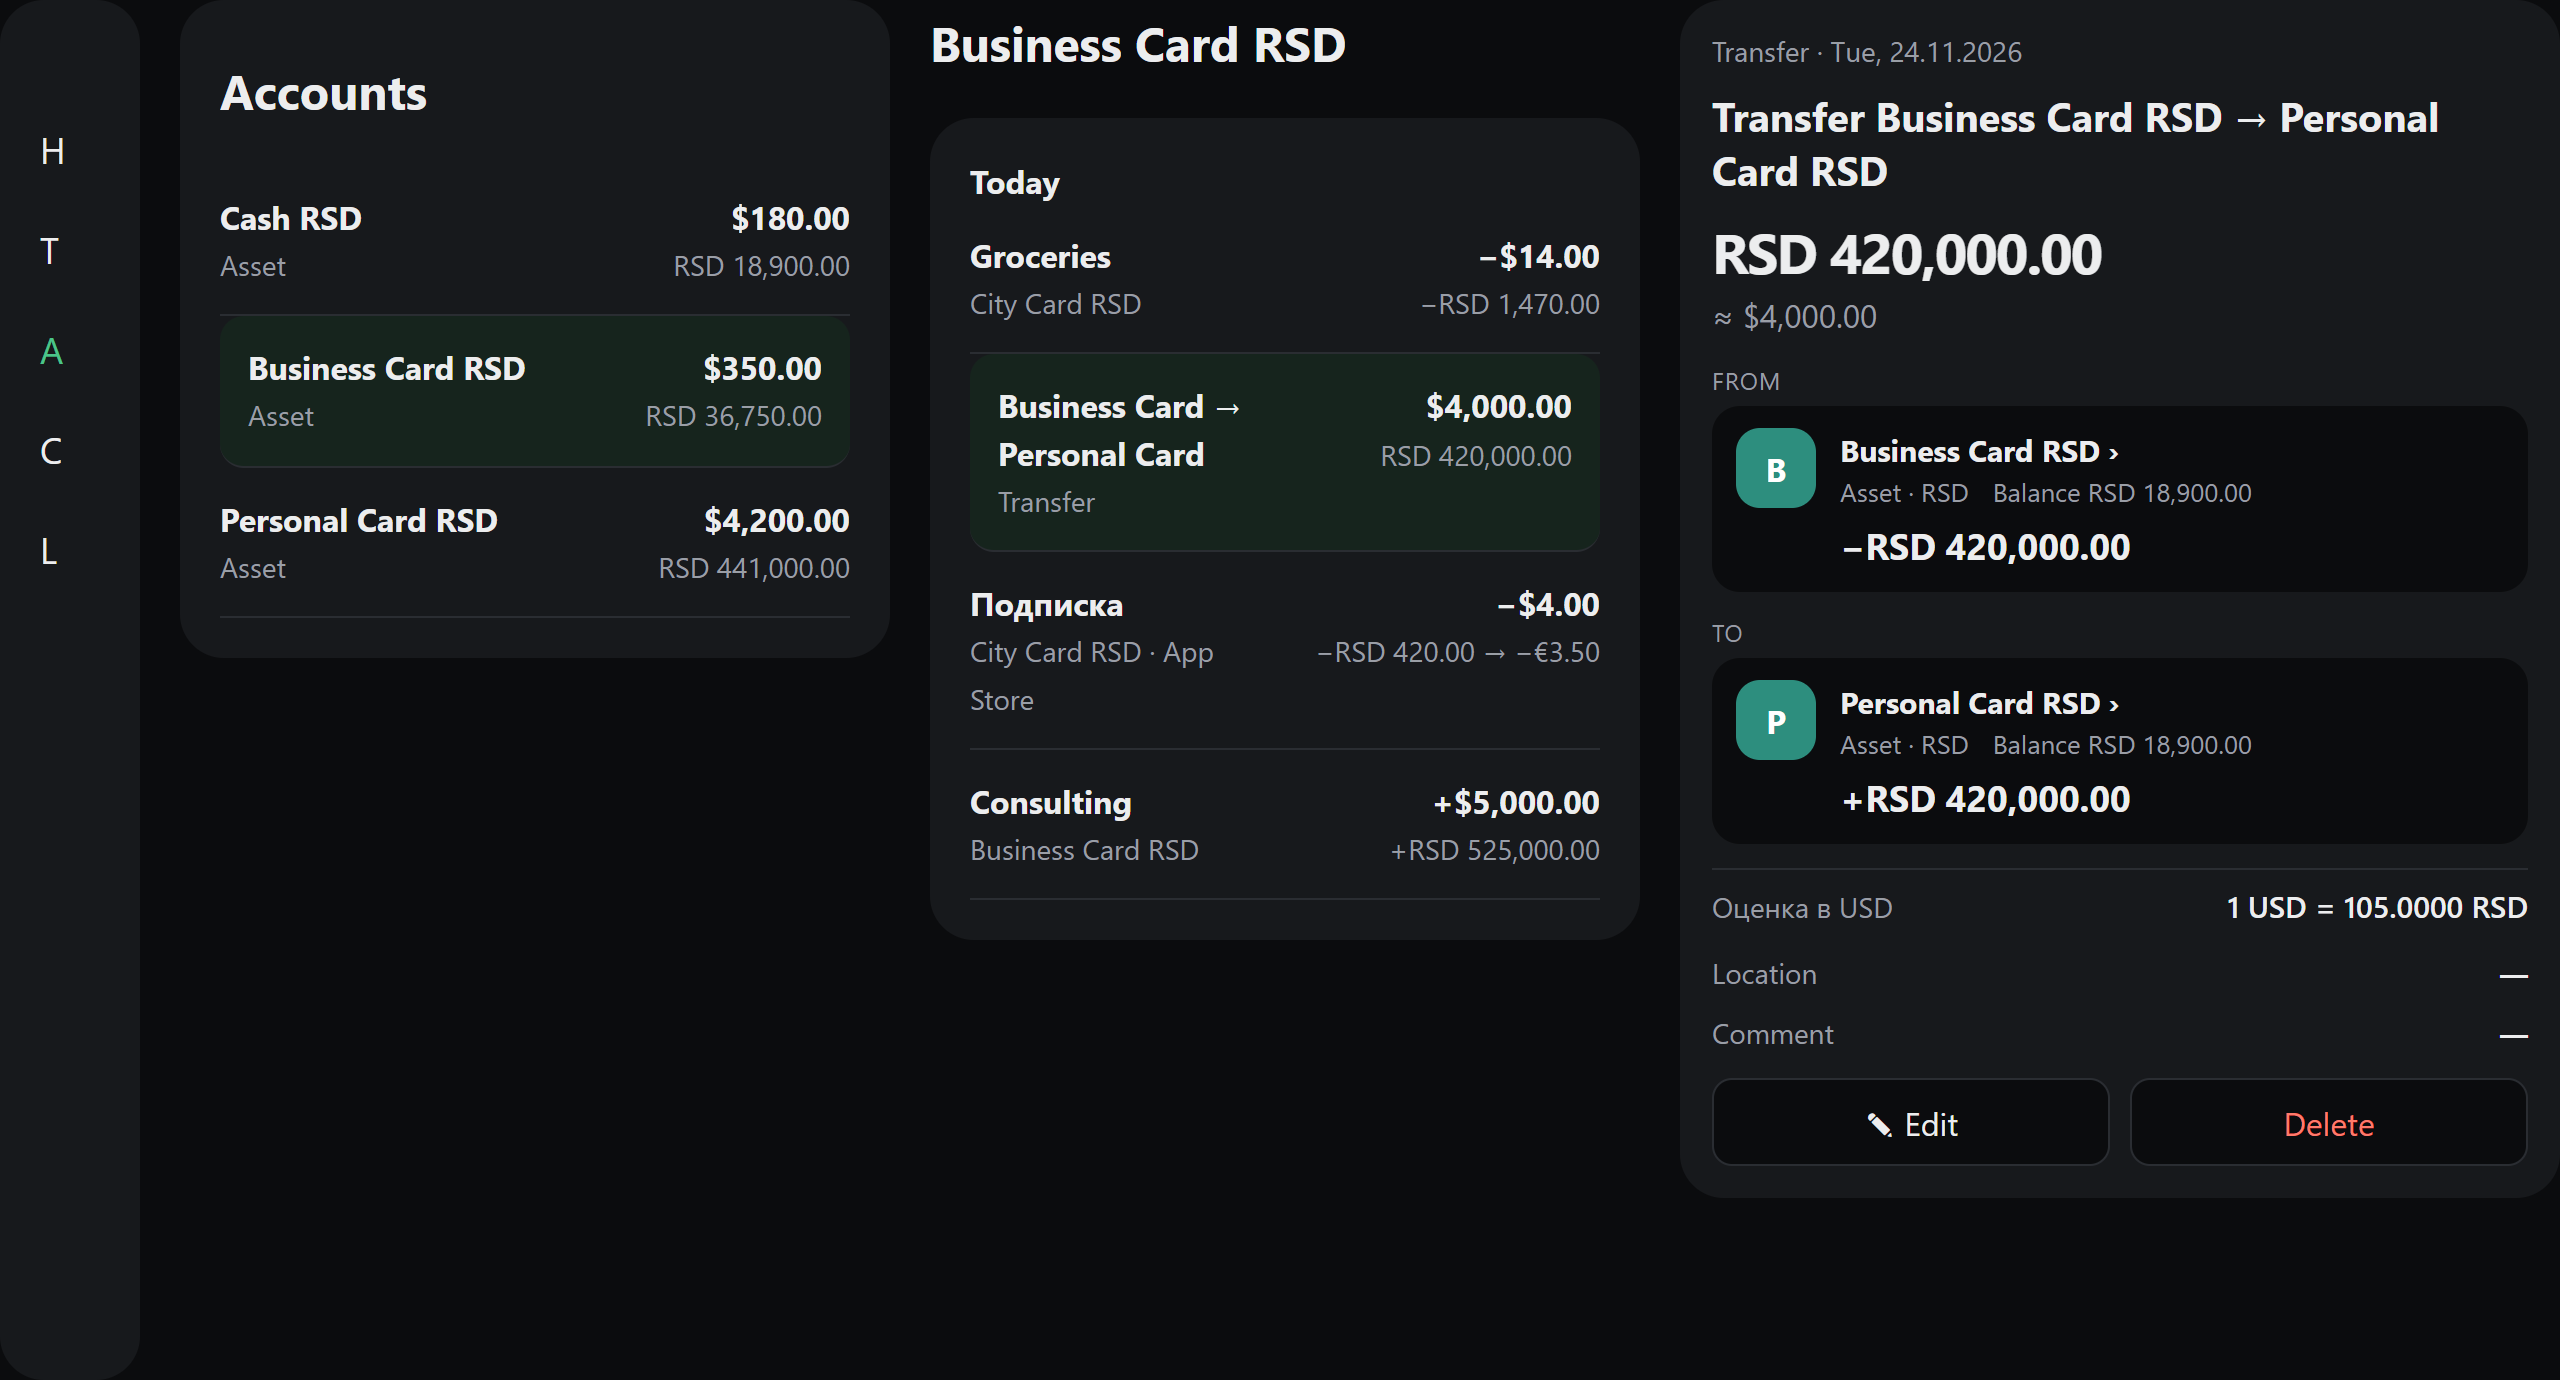 H
T
A
C
L
Accounts
Cash RSD $180.00
Asset RSD 18,900.00
Business Card RSD $350.00
Asset RSD 36,750.00
Personal Card RSD $4,200.00
Asset RSD 441,000.00
Business Card RSD
Today
Groceries −$14.00
City Card RSD −RSD 1,470.00
Business Card → $4,000.00
Personal Card RSD 420,000.00
Transfer
Подписка −$4.00
City Card RSD · App −RSD 420.00 → −€3.50
Store
Consulting +$5,000.00
Business Card RSD +RSD 525,000.00
Transfer · Tue, 24.11.2026
Transfer Business Card RSD → Personal
Card RSD
RSD 420,000.00
≈ $4,000.00
FROM
B
Business Card RSD ›
Asset · RSD Balance RSD 18,900.00
−RSD 420,000.00
TO
P
Personal Card RSD ›
Asset · RSD Balance RSD 18,900.00
+RSD 420,000.00
Оценка в USD 1 USD = 105.0000 RSD
Location —
Comment —
✎ Edit
Delete